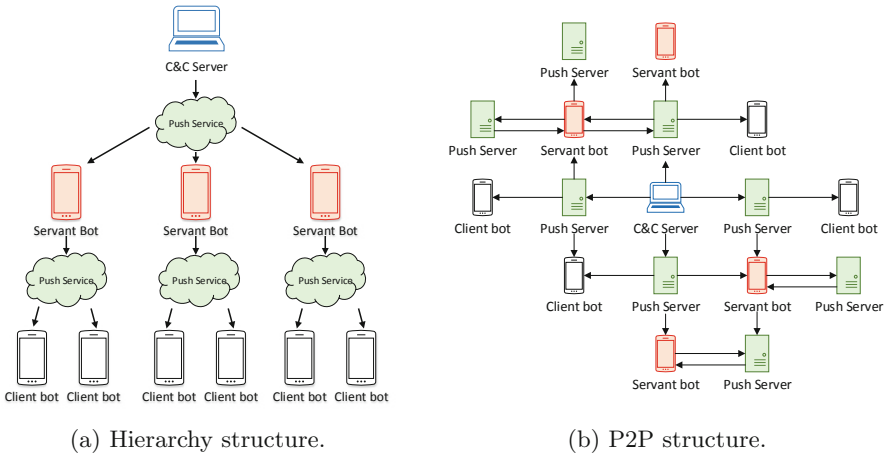 C&C Server
Push Service
Servant Bot Servant Bot Servant Bot
Push Service Push Service Push Service
Client bot Client bot Client bot Client bot Client bot Client bot
(a) Hierarchy structure.
Push Server Servant bot
Push Server Servant bot Push Server Client bot
Client bot Push Server C&C Server Push Server Client bot
Client bot Push Server Servant bot Push Server
Servant bot Push Server
(b) P2P structure.